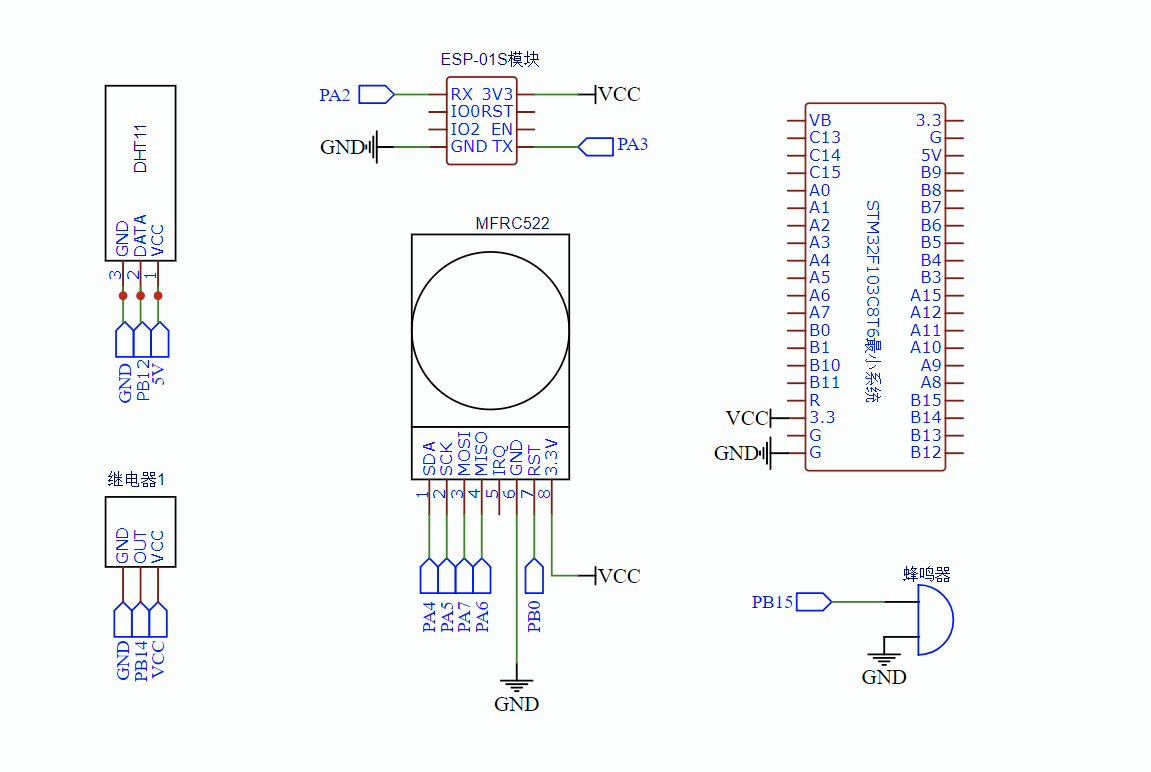 ESP-01S模块
PA2
RX 3V3
VCC
IO0RST
IO2 EN
GND
GND TX
PA3
DHT11
GND
DATA
VCC
3
2
1
GND
PB12
5V
MFRC522
SDA
SCK
MOSI
MISO
IRQ
GND
RST
3.3V
1
2
3
4
5
6
7
8
PA4
PA5
PA7
PA6
PB0
VCC
GND
继电器1
GND
OUT
VCC
GND
PB14
VCC
STM32F103C8T6最小系统
VB 3.3
C13 G
C14 5V
C15 B9
A0 B8
A1 B7
A2 B6
A3 B5
A4 B4
A5 B3
A6 A15
A7 A12
B0 A11
B1 A10
B10 A9
B11 A8
R B15
VCC 3.3 B14
G B13
GND G B12
蜂鸣器
PB15
GND